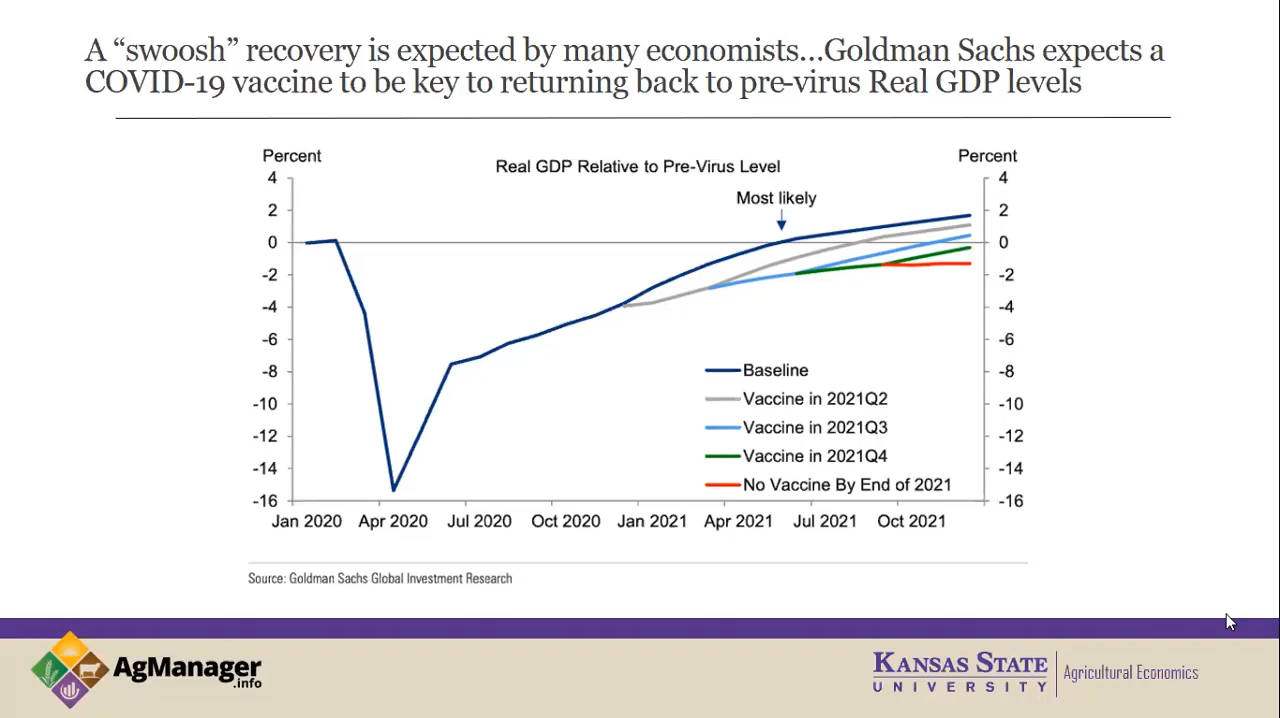 A “swoosh” recovery is expected by many economists...Goldman Sachs expects a
COVID-19 vaccine to be key to returning back to pre-virus Real GDP levels
Percent
Real GDP Relative to Pre-Virus Level
Percent
4
2
0
-2
-4
-6
-8
-10
-12
-14
-16
Most likely
4
2
0
-2
-4
-6
-8
-10
-12
-14
-16
Baseline
Vaccine in 2021Q2
Vaccine in 2021Q3
Vaccine in 2021Q4
No Vaccine By End of 2021
Jan 2020 Apr 2020 Jul 2020 Oct 2020 Jan 2021 Apr 2021 Jul 2021 Oct 2021
Source: Goldman Sachs Global Investment Research
AgManager
.info
KANSAS STATE
UNIVERSITY
Agricultural Economics